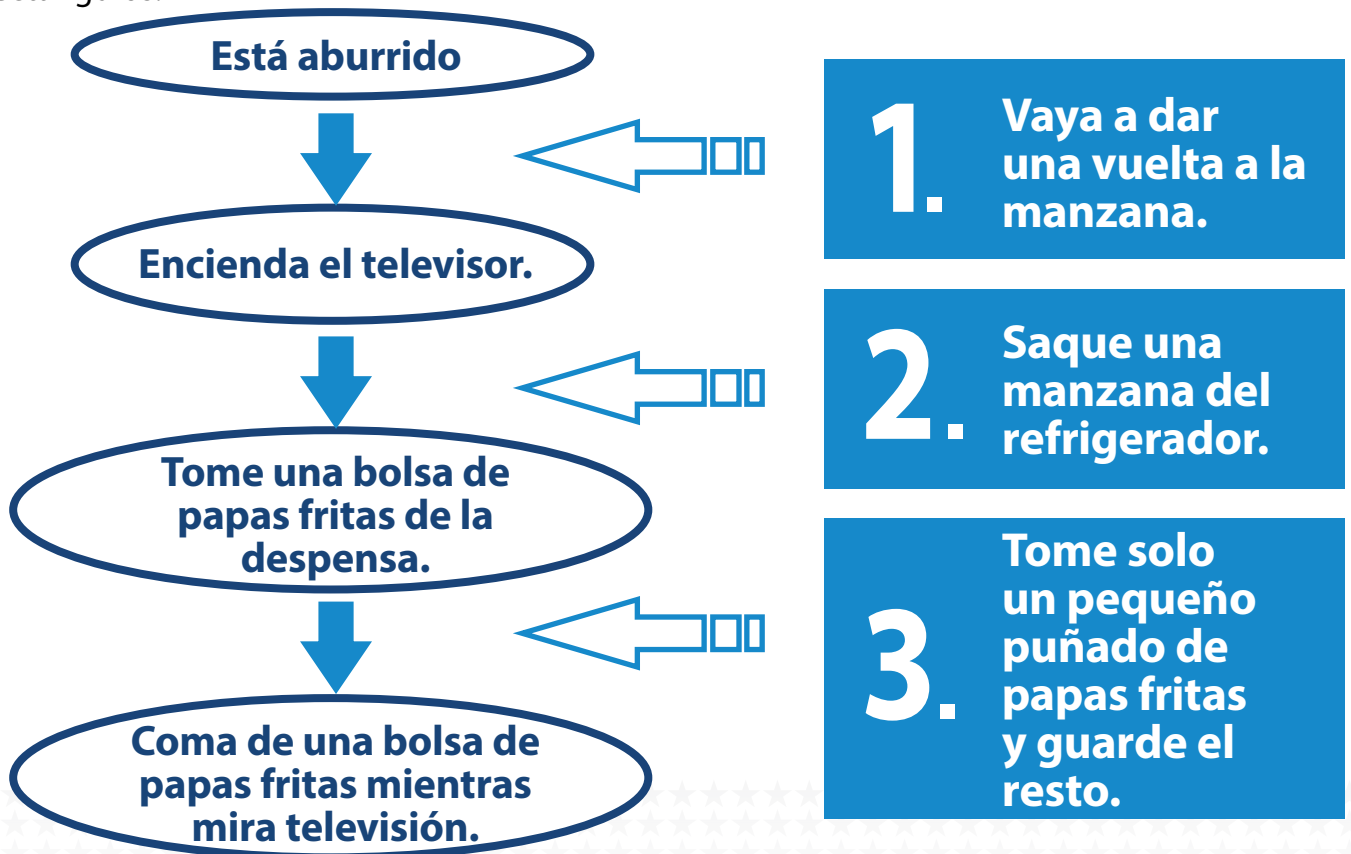 Está aburrido
Encienda el televisor.
Tome una bolsa de
papas fritas de la
despensa.
Coma de una bolsa de
papas fritas mientras
mira televisión.
1. Vaya a dar
una vuelta a la
manzana.
2. Saque una
manzana del
refrigerador.
3. Tome solo
un pequeño
puñado de
papas fritas
y guarde el
resto.